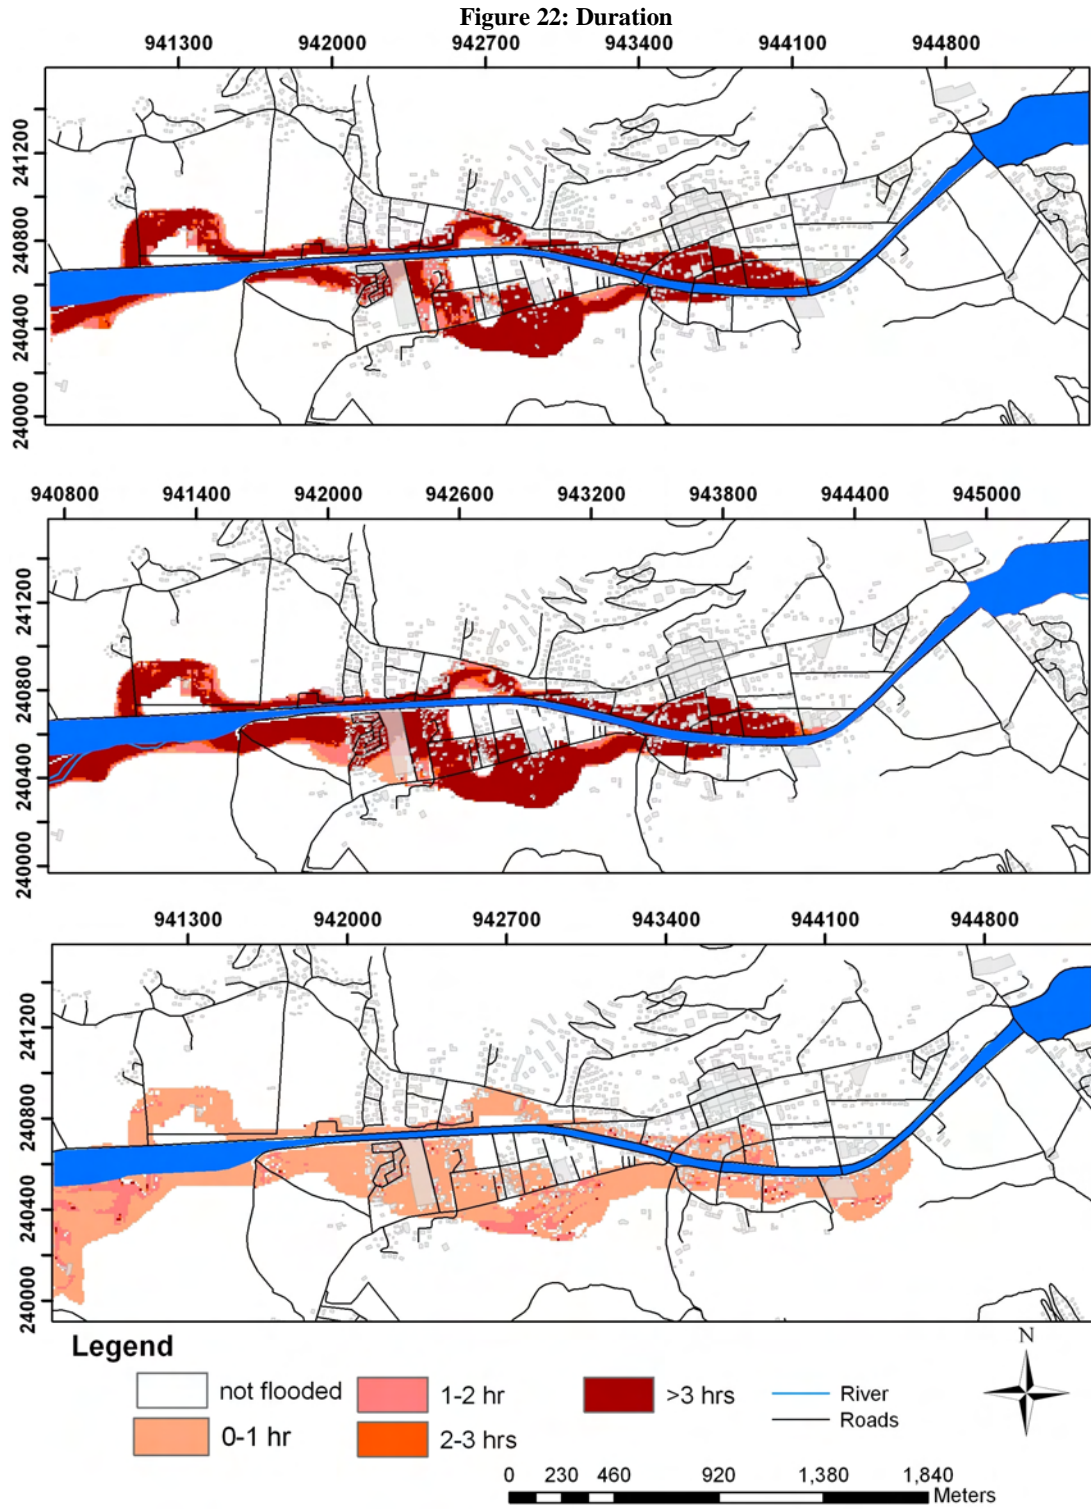 Figure 22: Duration
941300 942000 942700 943400 944100 944800
241200
240800
240400
240000
940800 941400 942000 942600 943200 943800 944400 945000
241200
240800
240400
240000
941300 942000 942700 943400 944100 944800
241200
240800
240400
240000
Legend
N
not flooded 1-2 hr >3 hrs River
Roads
0-1 hr 2-3 hrs
0 230 460 920 1,380 1,840
Meters